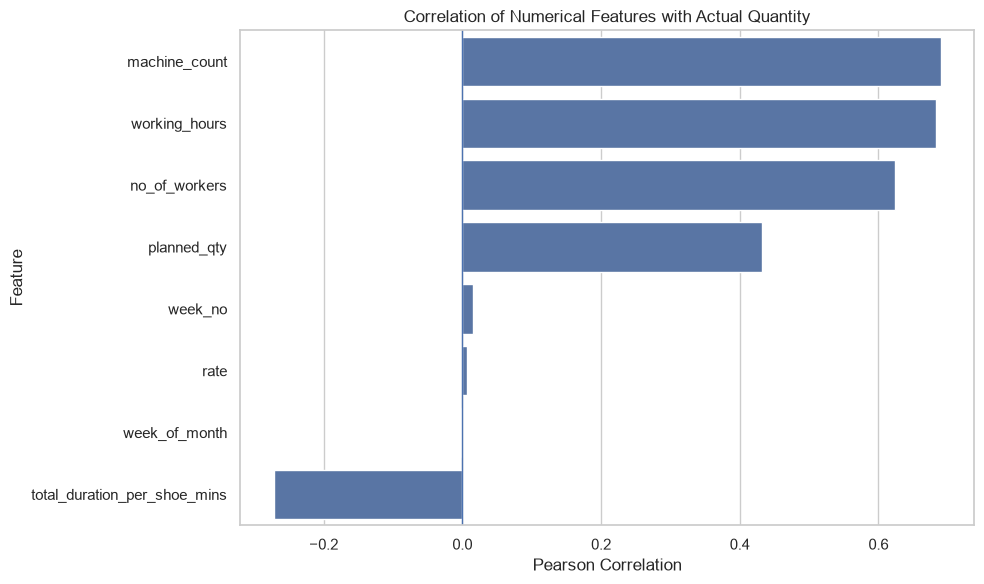 Correlation of Numerical Features with Actual Quantity
Feature
machine_count
working_hours
no_of_workers
planned_qty
week_no
rate
week_of_month
total_duration_per_shoe_mins
−0.2 0.0 0.2 0.4 0.6
Pearson Correlation